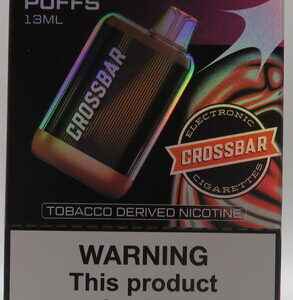 PUFFS
13ML
CROSSBAR
ELECTRONIC
CROSSBAR
CIGARETTES
TOBACCO DERIVED NICOTINE
WARNING
This product